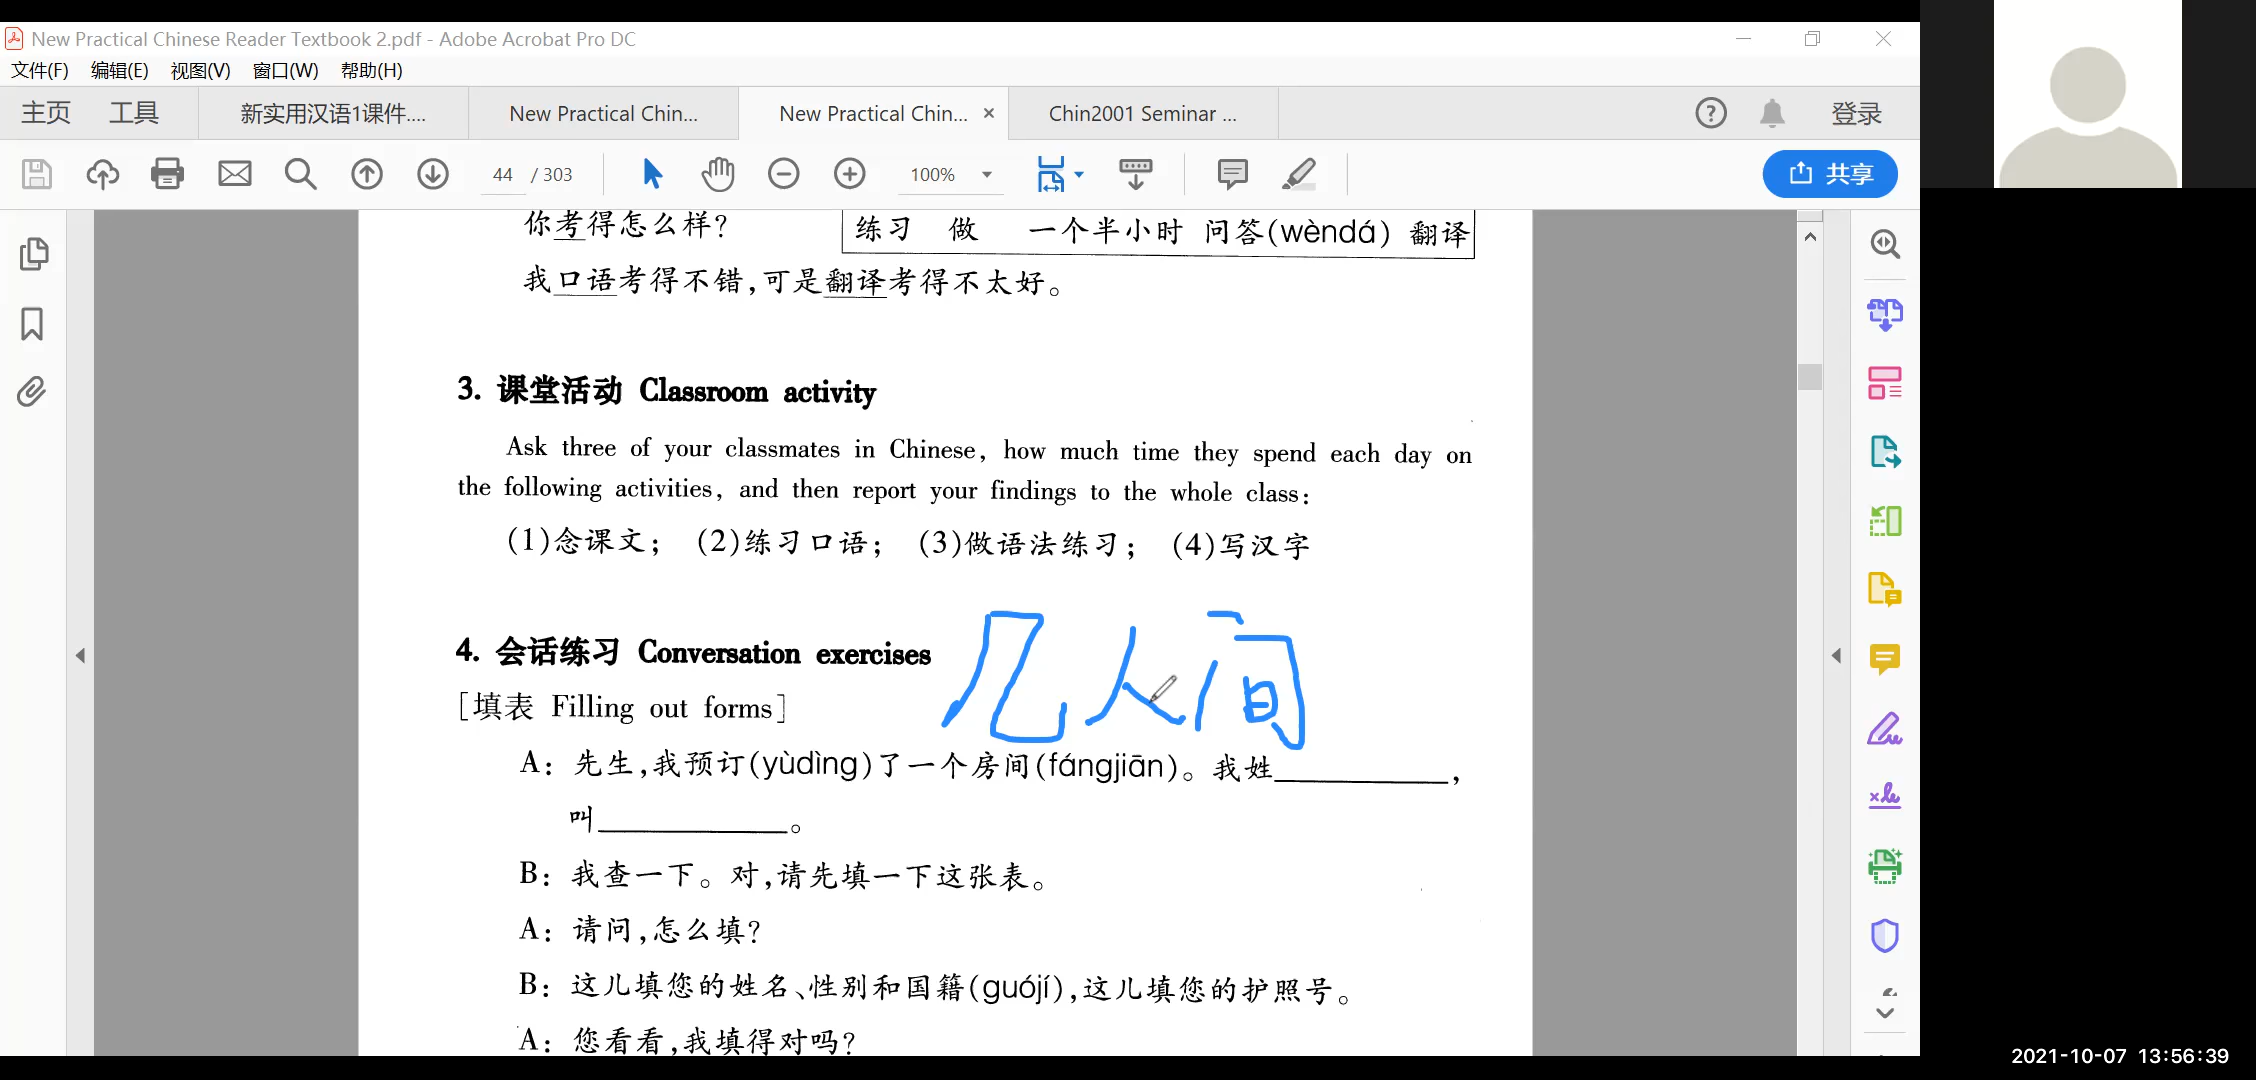 New Practical Chinese Reader Textbook 2.pdf - Adobe Acrobat Pro DC
文件(F) 编辑(E) 视图(V) 窗口(W) 帮助(H)
主页 工具 新实用汉语1课件.... New Practical Chin... New Practical Chin... × Chin2001 Seminar ... 登录
44 / 303 100% 共享
你考得怎么样?
练习 做 一个半小时 问答(wèndá) 翻译
我口语考得不错,可是翻译考得不太好。
3. 课堂活动 Classroom activity
Ask three of your classmates in Chinese, how much time they spend each day on
the following activities, and then report your findings to the whole class:
(1)念课文; (2)练习口语; (3)做语法练习; (4)写汉字
几人间
4. 会话练习 Conversation exercises
[填表 Filling out forms]
A: 先生,我预订(yùdìng)了一个房间(fángjiān)。我姓____________,
叫____________。
B: 我查一下。对,请先填一下这张表。
A: 请问,怎么填?
B: 这儿填您的姓名、性别和国籍(guójí),这儿填您的护照号。
A: 您看看,我填得对吗?
2021-10-07 13:56:39